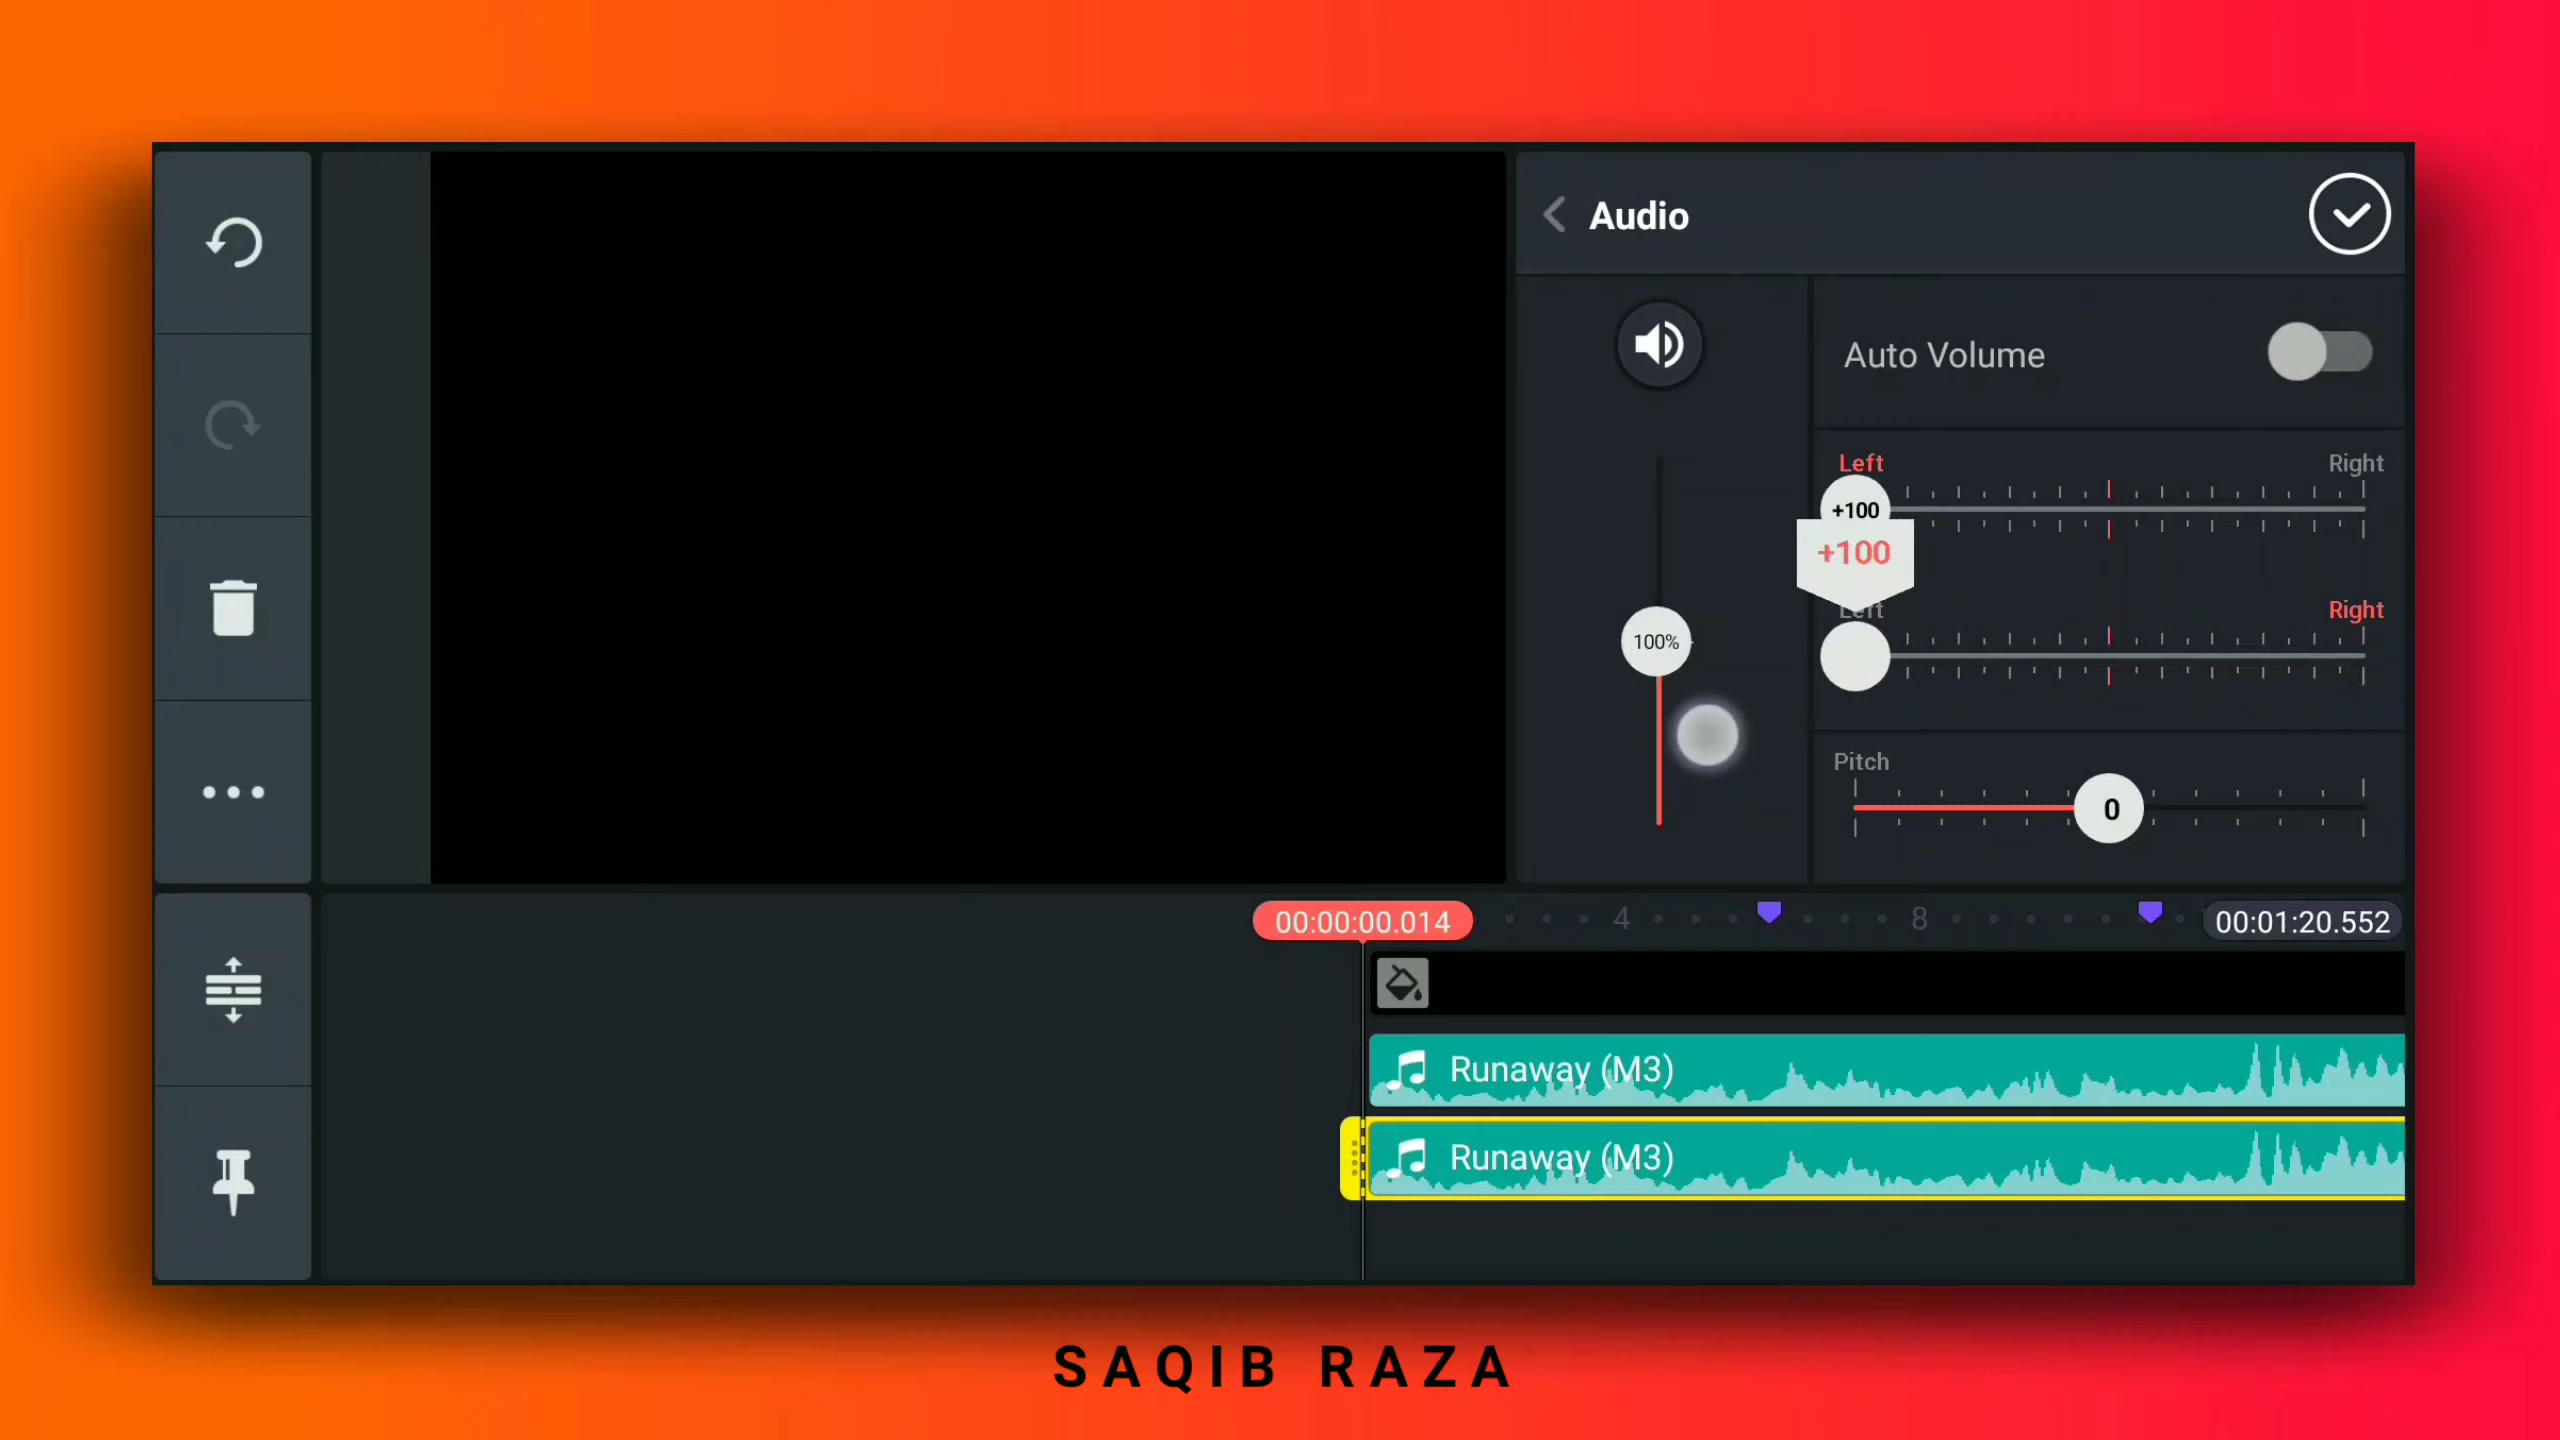 Audio
Auto Volume
Left
Right
+100
+100
Left
Right
100%
Pitch
0
00:00:00.014
4
8
00:01:20.552
Runaway (M3)
Runaway (M3)
SAQIB RAZA